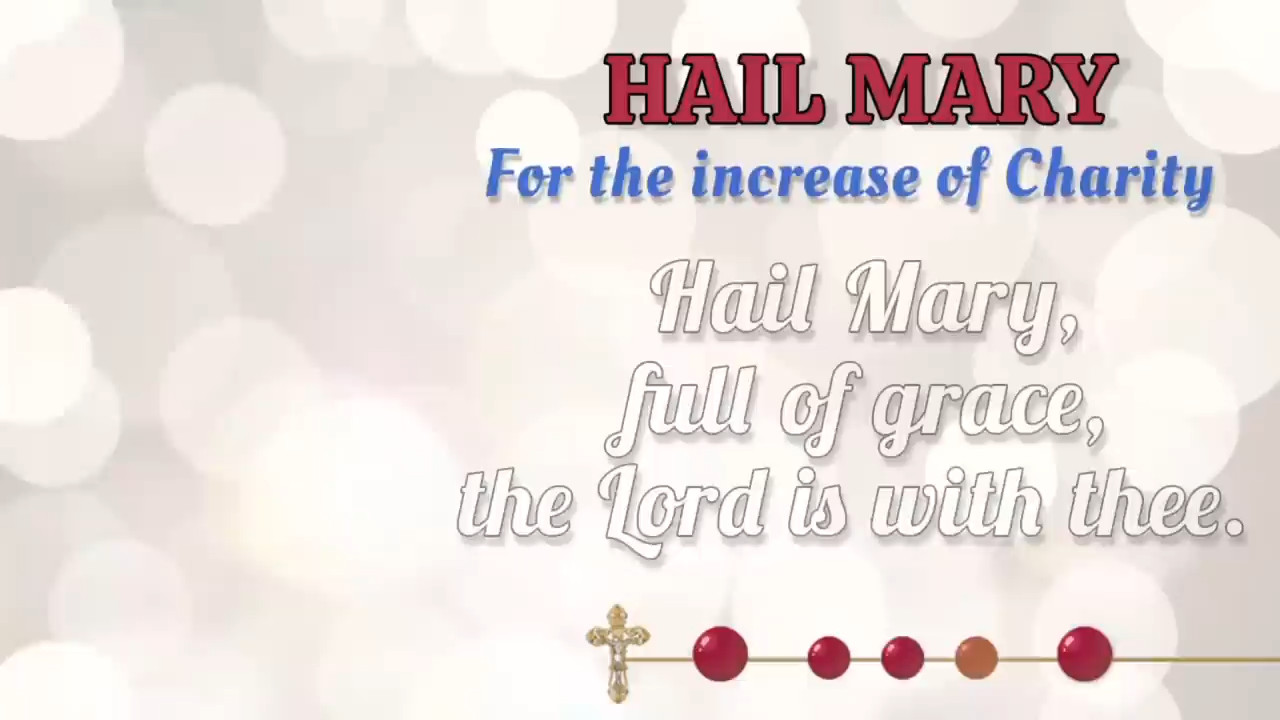 HAIL MARY
For the increase of Charity
Hail Mary,
full of grace,
the Lord is with thee.